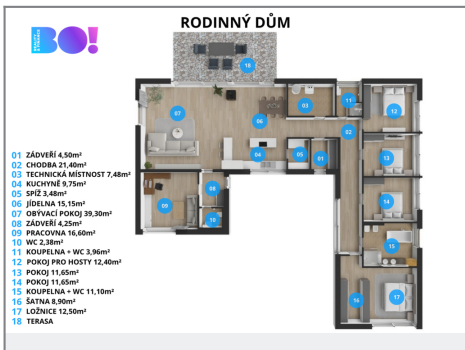 RODINNÝ DŮM
BO!
REALITY
& FINANCE
01 ZÁDVEŘÍ 4,50m²
02 CHODBA 21,40m²
03 TECHNICKÁ MÍSTNOST 7,48m²
04 KUCHYNĚ 9,75m²
05 SPÍŽ 3,48m²
06 JÍDELNA 15,15m²
07 OBÝVACÍ POKOJ 39,30m²
08 ZÁDVEŘÍ 4,25m²
09 PRACOVNA 16,60m²
10 WC 2,38m²
11 KOUPELNA + WC 3,96m²
12 POKOJ PRO HOSTY 12,40m²
13 POKOJ 11,65m²
14 POKOJ 11,65m²
15 KOUPELNA + WC 11,10m²
16 ŠATNA 8,90m²
17 LOŽNICE 12,50m²
18 TERASA
18
07
06
03
11
12
02
04
05
01
13
08
09
10
14
15
16
17